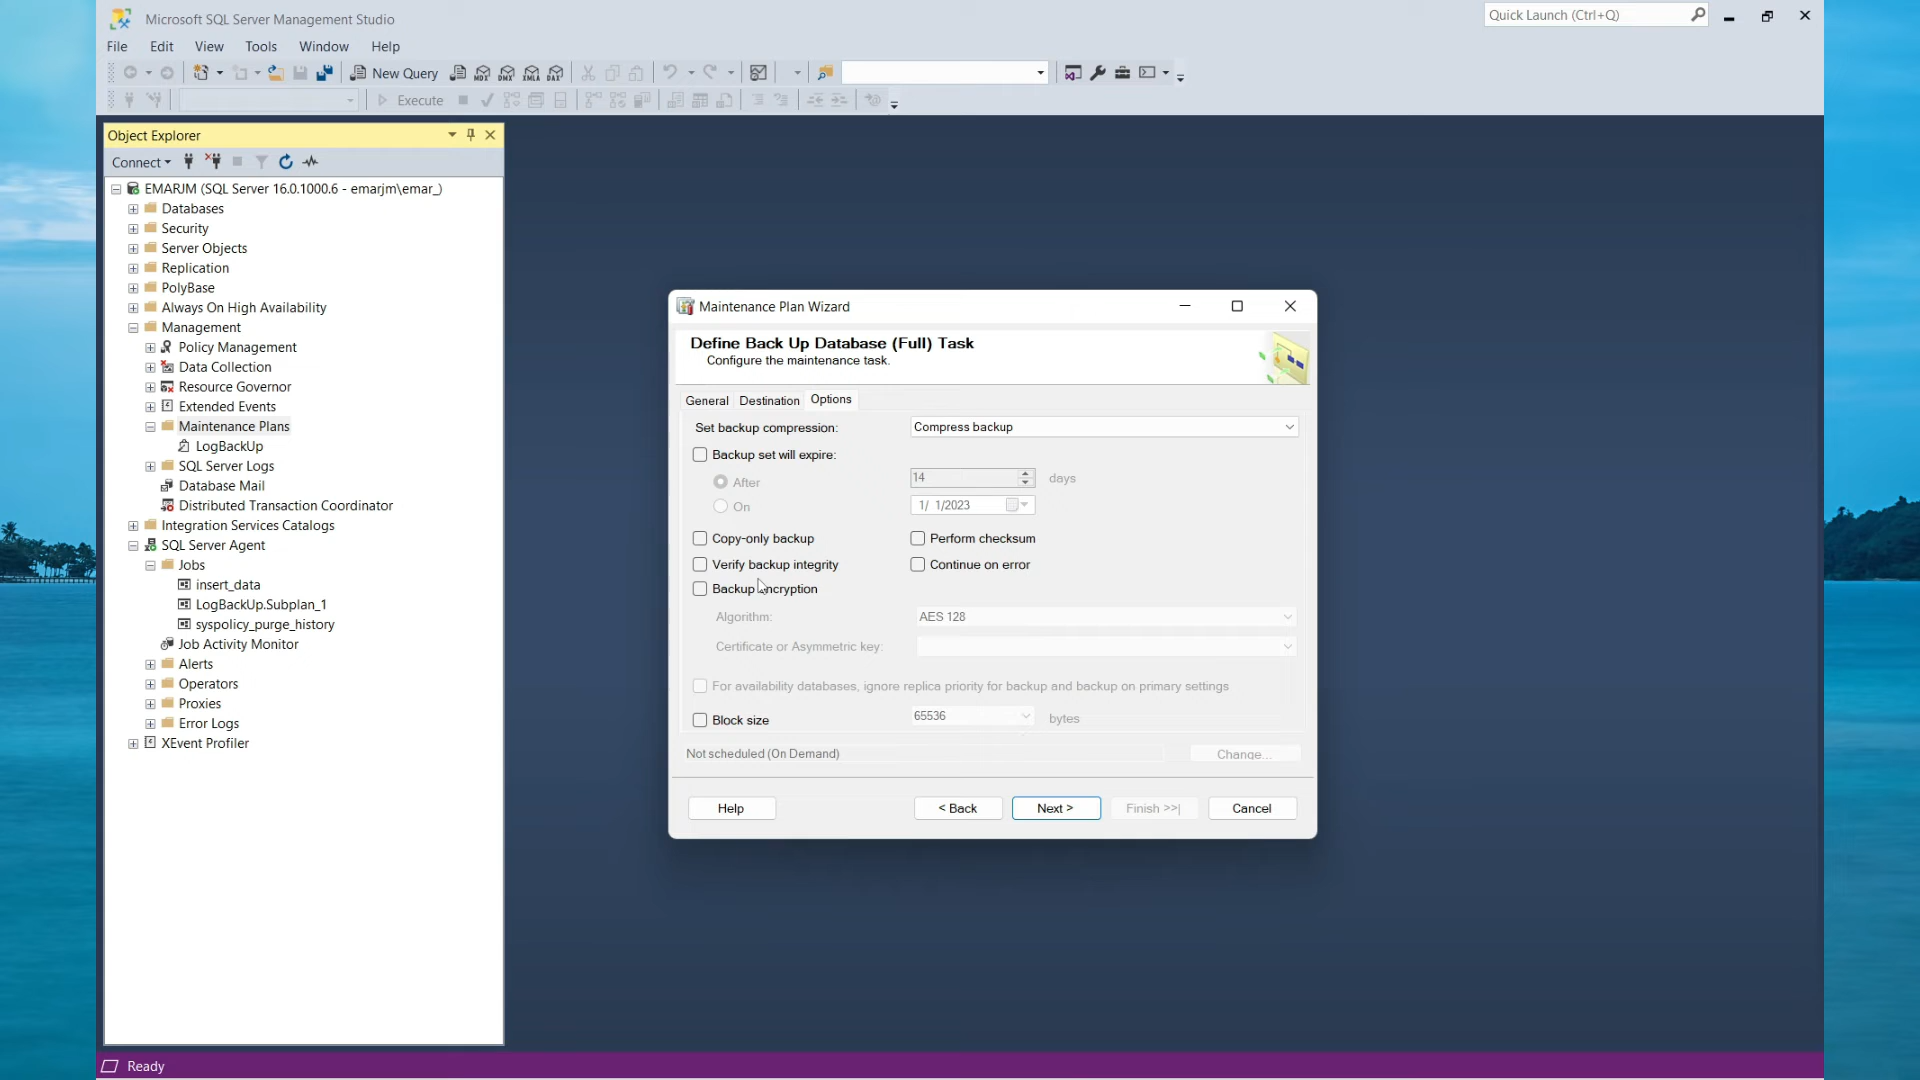 Microsoft SQL Server Management Studio
Quick Launch (Ctrl+Q)
File Edit View Tools Window Help
New Query MDX DMX XMLA DAX
Execute
Object Explorer
Connect
EMARJM (SQL Server 16.0.1000.6 - emarjm\emar_)
Databases
Security
Server Objects
Replication
PolyBase
Always On High Availability
Management
Policy Management
Data Collection
Resource Governor
Extended Events
Maintenance Plans
LogBackUp
SQL Server Logs
Database Mail
Distributed Transaction Coordinator
Integration Services Catalogs
SQL Server Agent
Jobs
insert_data
LogBackUp.Subplan_1
syspolicy_purge_history
Job Activity Monitor
Alerts
Operators
Proxies
Error Logs
XEvent Profiler
Maintenance Plan Wizard
Define Back Up Database (Full) Task
Configure the maintenance task.
General Destination Options
Set backup compression: Compress backup
Backup set will expire:
After 14 days
On 1/ 1/2023
Copy-only backup Perform checksum
Verify backup integrity Continue on error
Backup encryption
Algorithm: AES 128
Certificate or Asymmetric key:
For availability databases, ignore replica priority for backup and backup on primary settings
Block size 65536 bytes
Not scheduled (On Demand) Change...
Help < Back Next > Finish >>| Cancel
Ready